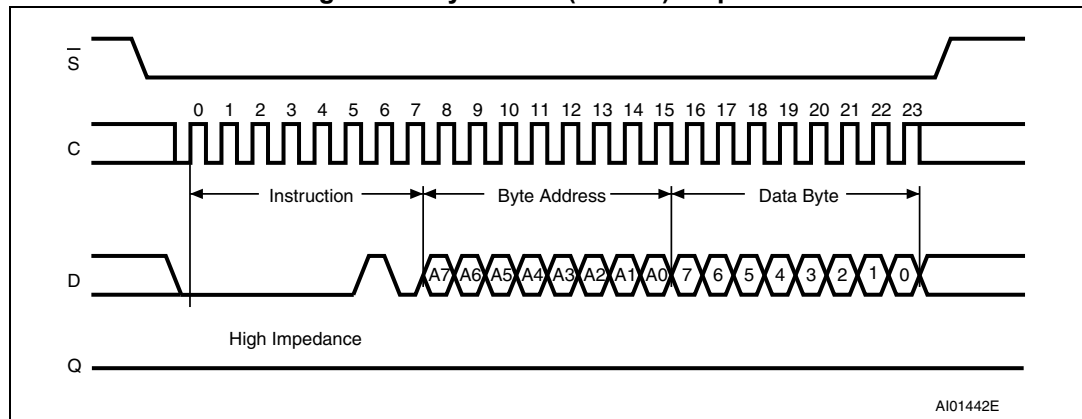 S
0 1 2 3 4 5 6 7 8 9 10 11 12 13 14 15 16 17 18 19 20 21 22 23
C
Instruction Byte Address Data Byte
D A7 A6 A5 A4 A3 A2 A1 A0 7 6 5 4 3 2 1 0
High Impedance
Q
AI01442E